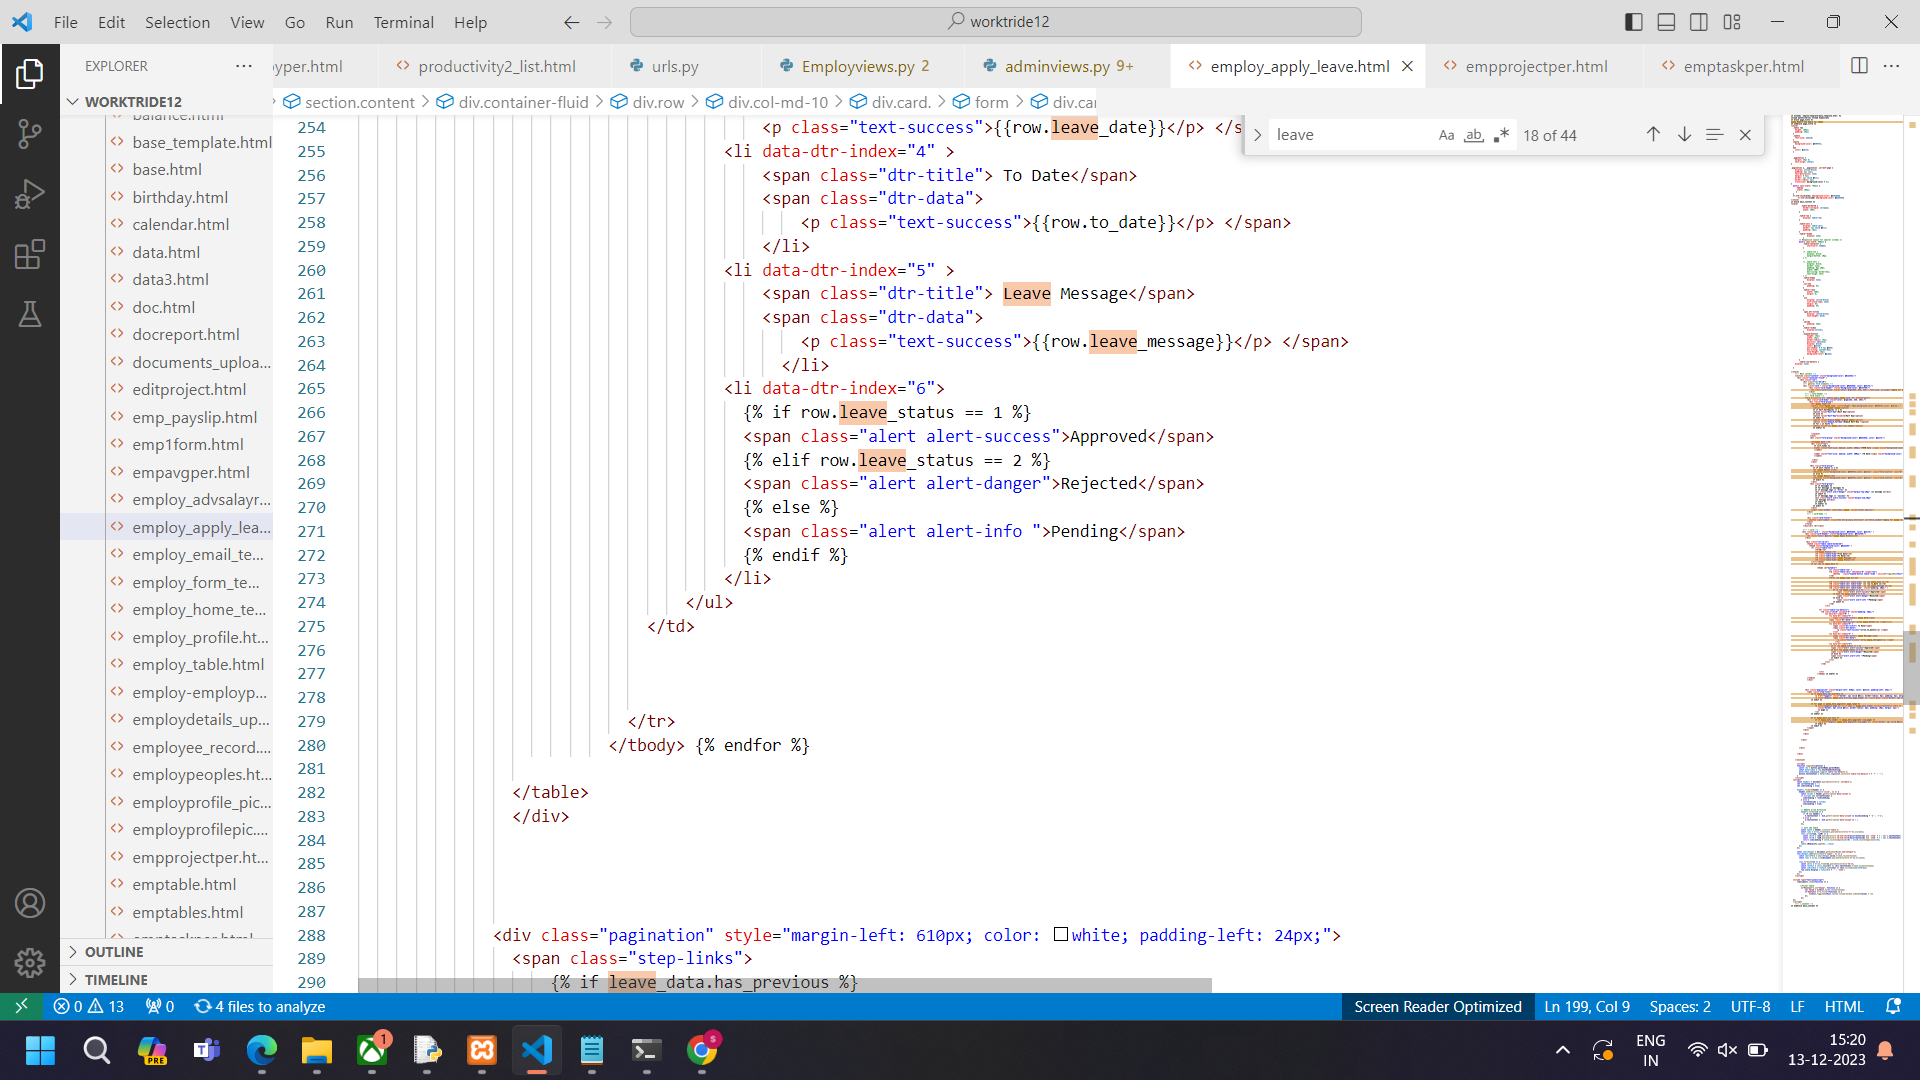 File Edit Selection View Go Run Terminal Help
worktride12
EXPLORER
yper.html
productivity2_list.html
urls.py
Employviews.py 2
adminviews.py 9+
employ_apply_leave.html
empprojectper.html
emptaskper.html
WORKTRIDE12
section.content > div.container-fluid > div.row > div.col-md-10 > div.card. > form > div.car
leave
Aa ab 18 of 44
balance.html
base_template.html
base.html
birthday.html
calendar.html
data.html
data3.html
doc.html
docreport.html
documents_uploa...
editproject.html
emp_payslip.html
emp1form.html
empavgper.html
employ_advsalayr...
employ_apply_lea...
employ_email_te...
employ_form_te...
employ_home_te...
employ_profile.ht...
employ_table.html
employ-employp...
employdetails_up...
employee_record....
employpeoples.ht...
employprofile_pic...
employprofilepic....
empprojectper.ht...
emptable.html
emptables.html
OUTLINE
TIMELINE
254 <p class="text-success">{{row.leave_date}}</p> </s
255 <li data-dtr-index="4" >
256 <span class="dtr-title"> To Date</span>
257 <span class="dtr-data">
258 <p class="text-success">{{row.to_date}}</p> </span>
259 </li>
260 <li data-dtr-index="5" >
261 <span class="dtr-title"> Leave Message</span>
262 <span class="dtr-data">
263 <p class="text-success">{{row.leave_message}}</p> </span>
264 </li>
265 <li data-dtr-index="6">
266 {% if row.leave_status == 1 %}
267 <span class="alert alert-success">Approved</span>
268 {% elif row.leave_status == 2 %}
269 <span class="alert alert-danger">Rejected</span>
270 {% else %}
271 <span class="alert alert-info ">Pending</span>
272 {% endif %}
273 </li>
274 </ul>
275 </td>
276
277
278
279 </tr>
280 </tbody> {% endfor %}
281
282 </table>
283 </div>
284
285
286
287
288 <div class="pagination" style="margin-left: 610px; color: white; padding-left: 24px;">
289 <span class="step-links">
290 {% if leave_data.has_previous %}
0 13 0 4 files to analyze
Screen Reader Optimized Ln 199, Col 9 Spaces: 2 UTF-8 LF HTML
PRE
1
s
ENG
IN
15:20
13-12-2023